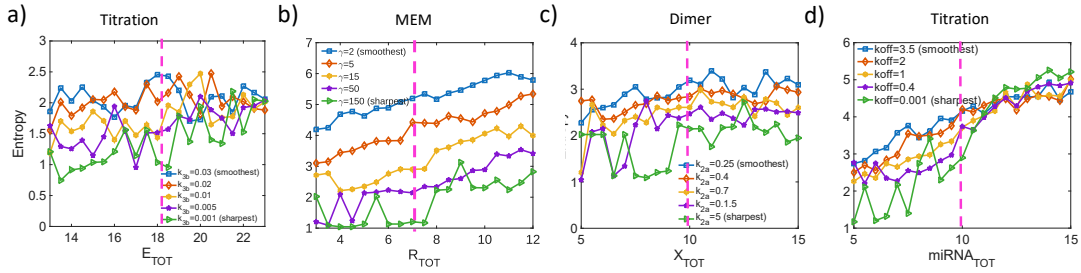 a) Titration
Entropy
3
2.5
2
1.5
1
0.5
0
14 16 18 20 22
E_TOT
k_3b=0.03 (smoothest)
k_3b=0.02
k_3b=0.01
k_3b=0.005
k_3b=0.001 (sharpest)
b) MEM
7
6
5
4
3
2
1
4 6 8 10 12
R_TOT
γ=2 (smoothest)
γ=5
γ=15
γ=50
γ=150 (sharpest)
c) Dimer
4
3
2
1
0
5 10 15
X_TOT
k_2a=0.25 (smoothest)
k_2a=0.4
k_2a=0.7
k_2a=0.1.5
k_2a=5 (sharpest)
d) Titration
6
5
4
3
2
1
5 10 15
miRNA_TOT
koff=3.5 (smoothest)
koff=2
koff=1
koff=0.4
koff=0.001 (sharpest)